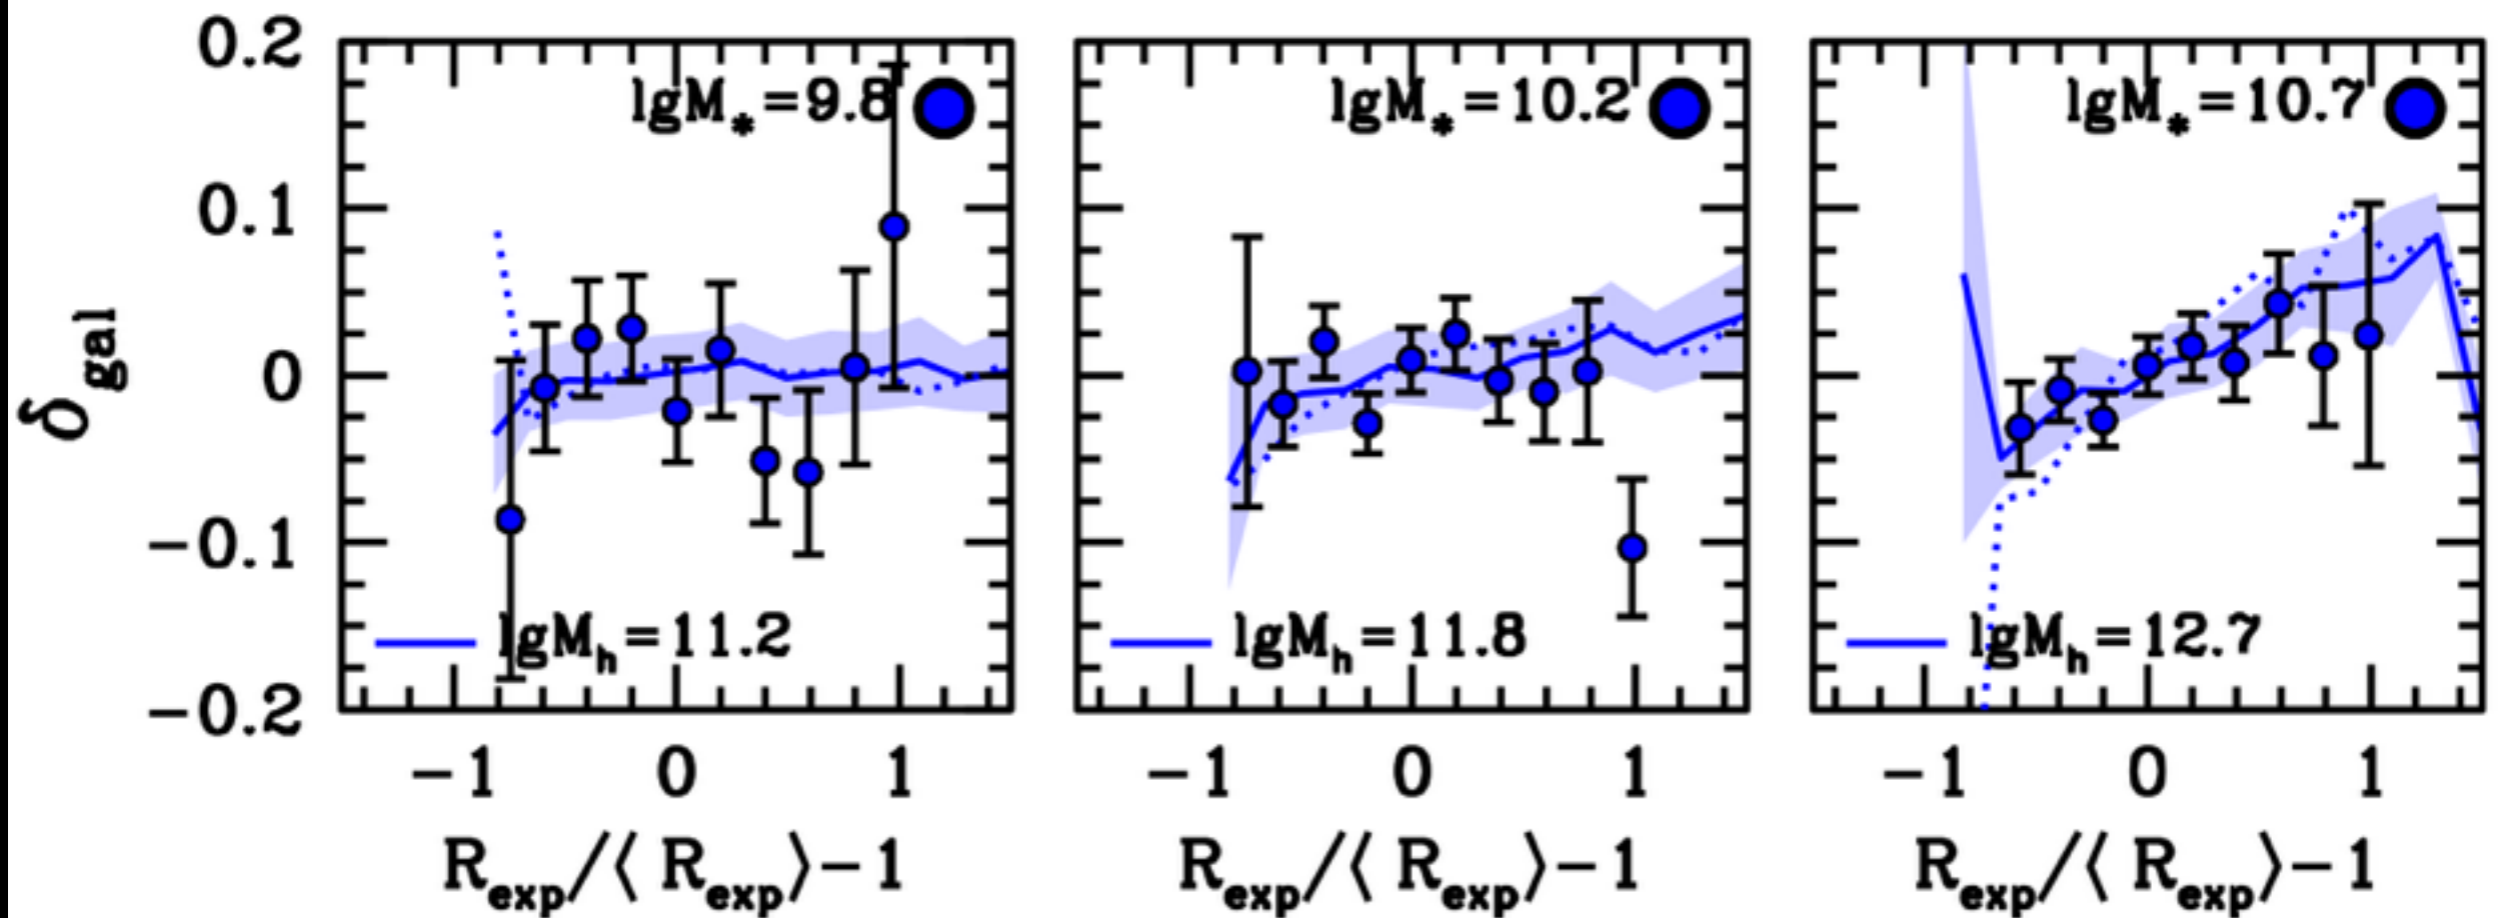 0.2
0.1
0
−0.1
−0.2
δgal
lgM*=9.8
lgMh=11.2
−1 0 1
Rexp/⟨ Rexp⟩−1
lgM*=10.2
lgMh=11.8
−1 0 1
Rexp/⟨ Rexp⟩−1
lgM*=10.7
lgMh=12.7
−1 0 1
Rexp/⟨ Rexp⟩−1